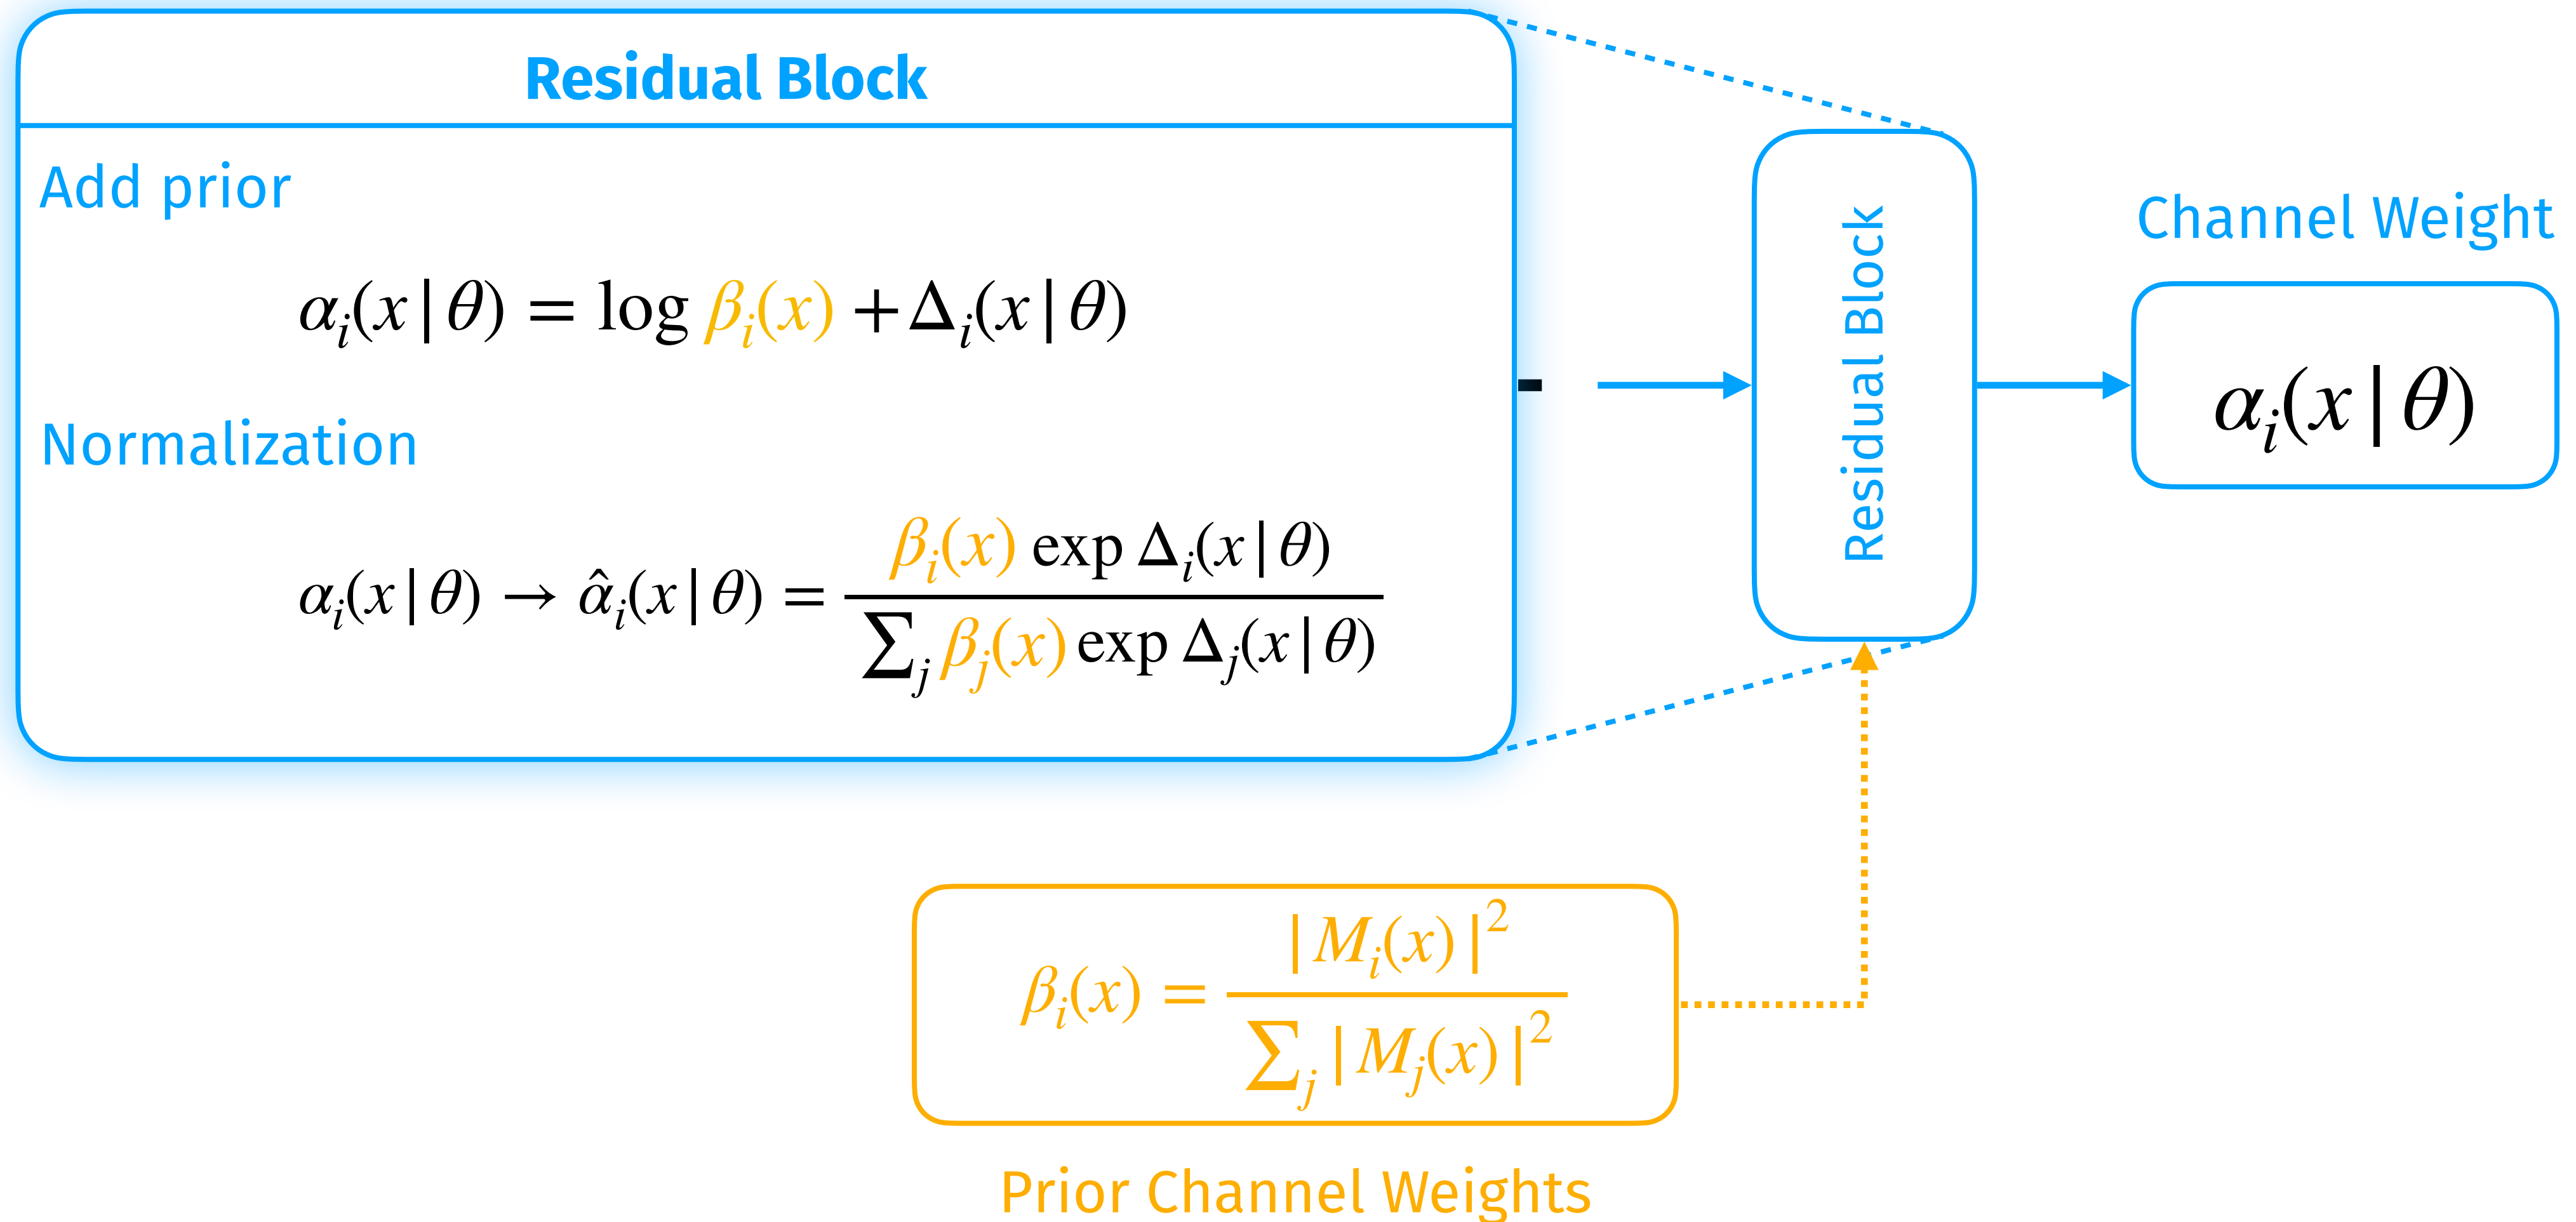 Residual Block
Add prior
αᵢ(x | θ) = log βᵢ(x) + Δᵢ(x | θ)
Normalization
αᵢ(x | θ) → α̂ᵢ(x | θ) = βᵢ(x) exp Δᵢ(x | θ) / ∑ⱼ βⱼ(x) exp Δⱼ(x | θ)
Residual Block
Channel Weight
αᵢ(x | θ)
βᵢ(x) = | Mᵢ(x) |² / ∑ⱼ | Mⱼ(x) |²
Prior Channel Weights